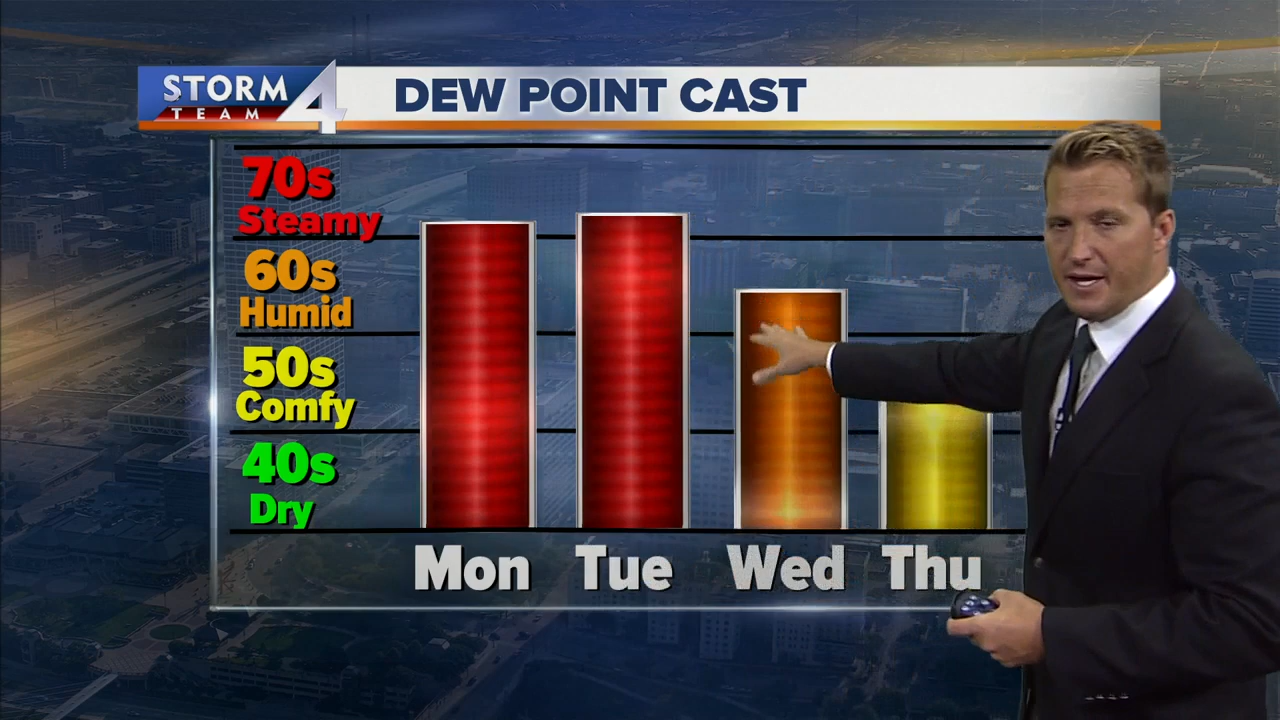 STORM
TEAM
4
DEW POINT CAST
70s
Steamy
60s
Humid
50s
Comfy
40s
Dry
Mon Tue Wed Thu